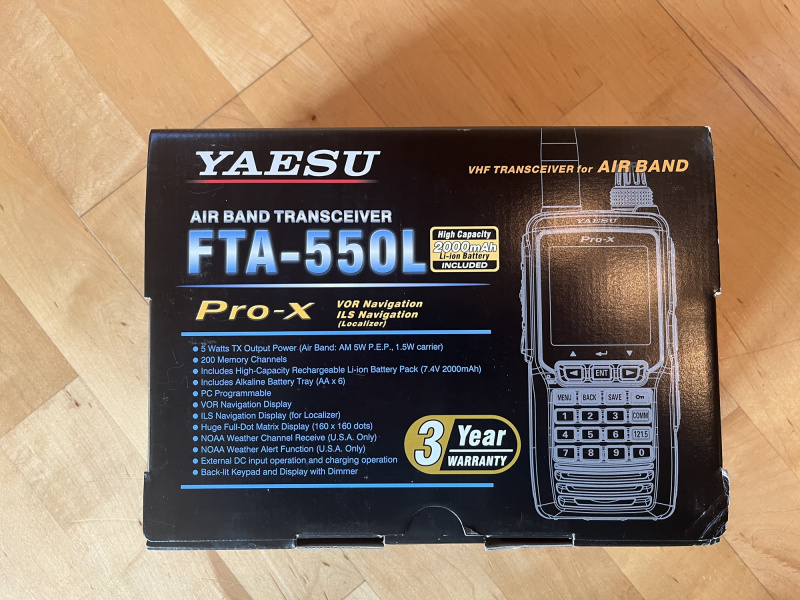 YAESU
VHF TRANSCEIVER for AIR BAND
AIR BAND TRANSCEIVER
FTA-550L
High Capacity
2000mAh
Li-ion Battery
INCLUDED
Pro-X
VOR Navigation
ILS Navigation
(Localizer)
● 5 Watts TX Output Power (Air Band: AM 5W P.E.P., 1.5W carrier)
● 200 Memory Channels
● Includes High-Capacity Rechargeable Li-ion Battery Pack (7.4V 2000mAh)
● Includes Alkaline Battery Tray (AA x 6)
● PC Programmable
● VOR Navigation Display
● ILS Navigation Display (for Localizer)
● Huge Full-Dot Matrix Display (160 x 160 dots)
● NOAA Weather Channel Receive (U.S.A. Only)
● NOAA Weather Alert Function (U.S.A. Only)
● External DC input operation and charging operation
● Back-lit Keypad and Display with Dimmer
3 Year
WARRANTY
YAESU
Pro-X
ENT
MENU BACK SAVE
1 2 3 COMM
4 5 6 121.5
7 8 9 0